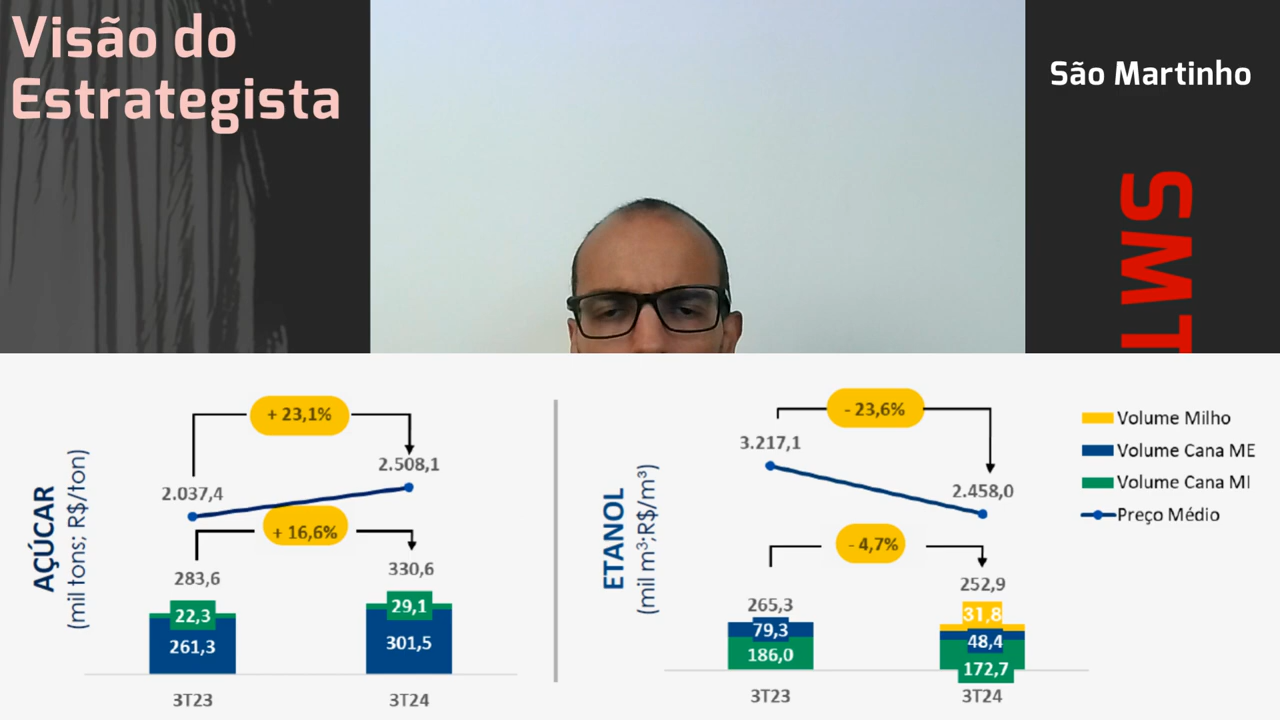 Visão do
Estrategista
São Martinho
SMT
AÇÚCAR
(mil tons; R$/ton)
+ 23,1%
2.037,4
2.508,1
+ 16,6%
283,6
330,6
22,3
29,1
261,3
301,5
3T23
3T24
ETANOL
(mil m³;R$/m³)
- 23,6%
3.217,1
2.458,0
- 4,7%
265,3
252,9
31,8
79,3
48,4
186,0
172,7
3T23
3T24
Volume Milho
Volume Cana ME
Volume Cana MI
Preço Médio